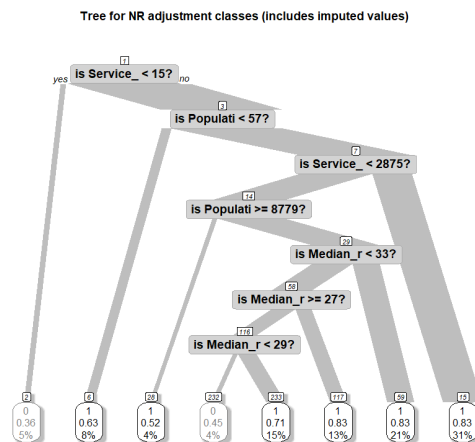 Tree for NR adjustment classes (includes imputed values)
1
is Service_ < 15?
yes
no
3
is Populati < 57?
7
is Service_ < 2875?
14
is Populati >= 8779?
29
is Median_r < 33?
58
is Median_r >= 27?
116
is Median_r < 29?
2
6
28
232
233
117
59
15
0 1 1 0 1 1 1 1
0.36 0.63 0.52 0.45 0.71 0.83 0.83 0.83
5% 8% 4% 4% 15% 13% 21% 31%